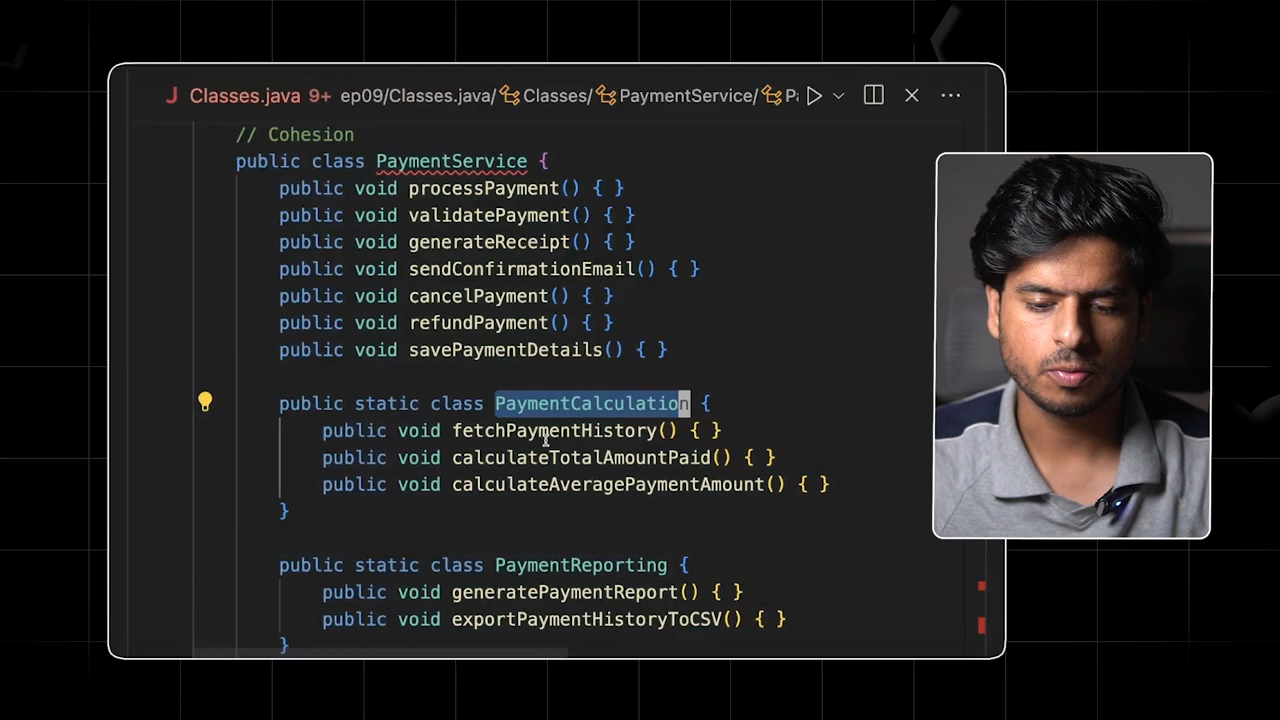 Classes.java 9+ ep09/Classes.java/ Classes/ PaymentService/ Pa
// Cohesion
public class PaymentService {
public void processPayment() { }
public void validatePayment() { }
public void generateReceipt() { }
public void sendConfirmationEmail() { }
public void cancelPayment() { }
public void refundPayment() { }
public void savePaymentDetails() { }
public static class PaymentCalculation {
public void fetchPaymentHistory() { }
public void calculateTotalAmountPaid() { }
public void calculateAveragePaymentAmount() { }
}
public static class PaymentReporting {
public void generatePaymentReport() { }
public void exportPaymentHistoryToCSV() { }
}